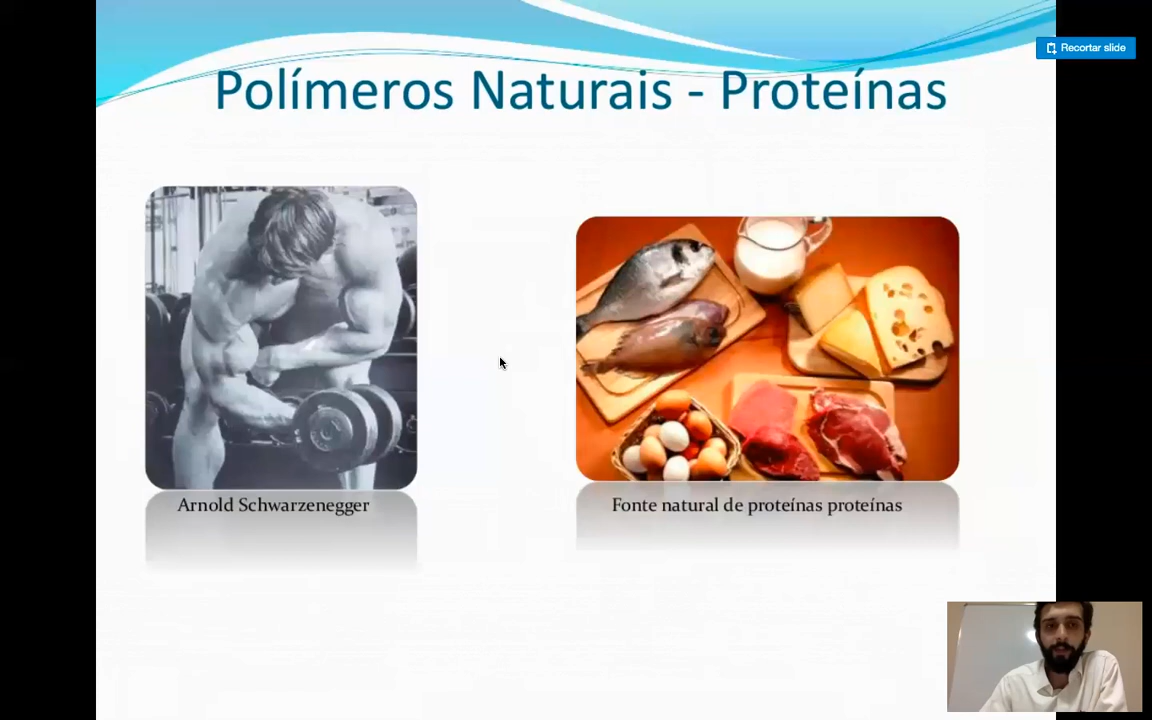 Recortar slide
Polímeros Naturais - Proteínas
Arnold Schwarzenegger
Fonte natural de proteínas proteínas